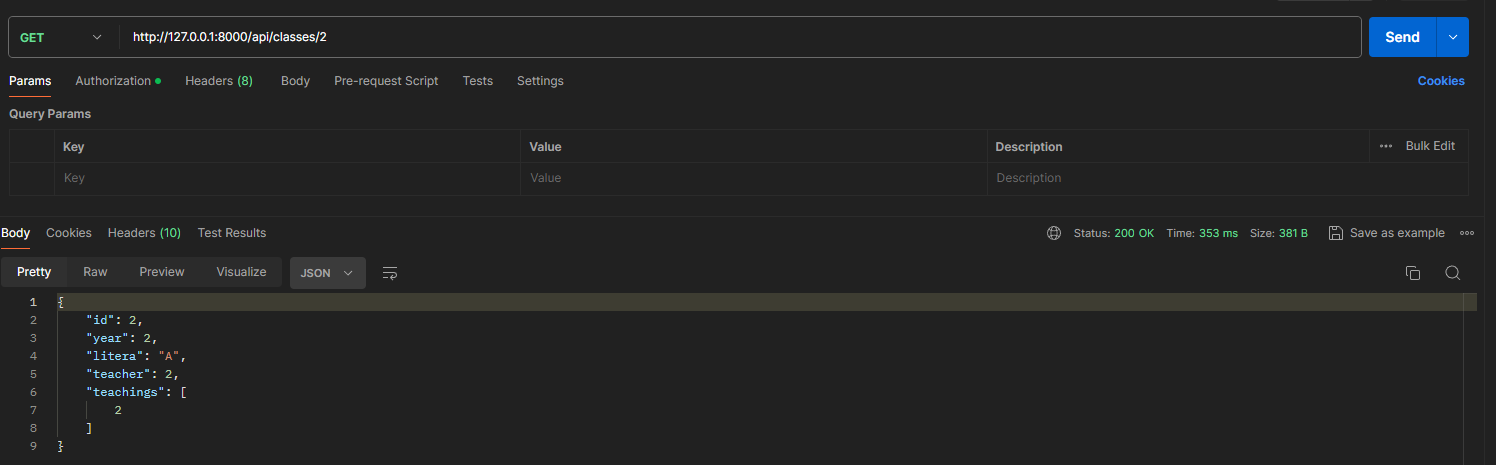 GET http://127.0.0.1:8000/api/classes/2 Send
Params Authorization Headers (8) Body Pre-request Script Tests Settings Cookies
Query Params
Key Value Description ••• Bulk Edit
Key Value Description
Body Cookies Headers (10) Test Results Status: 200 OK Time: 353 ms Size: 381 B Save as example
Pretty Raw Preview Visualize JSON
1 {
2 "id": 2,
3 "year": 2,
4 "litera": "A",
5 "teacher": 2,
6 "teachings": [
7 2
8 ]
9 }